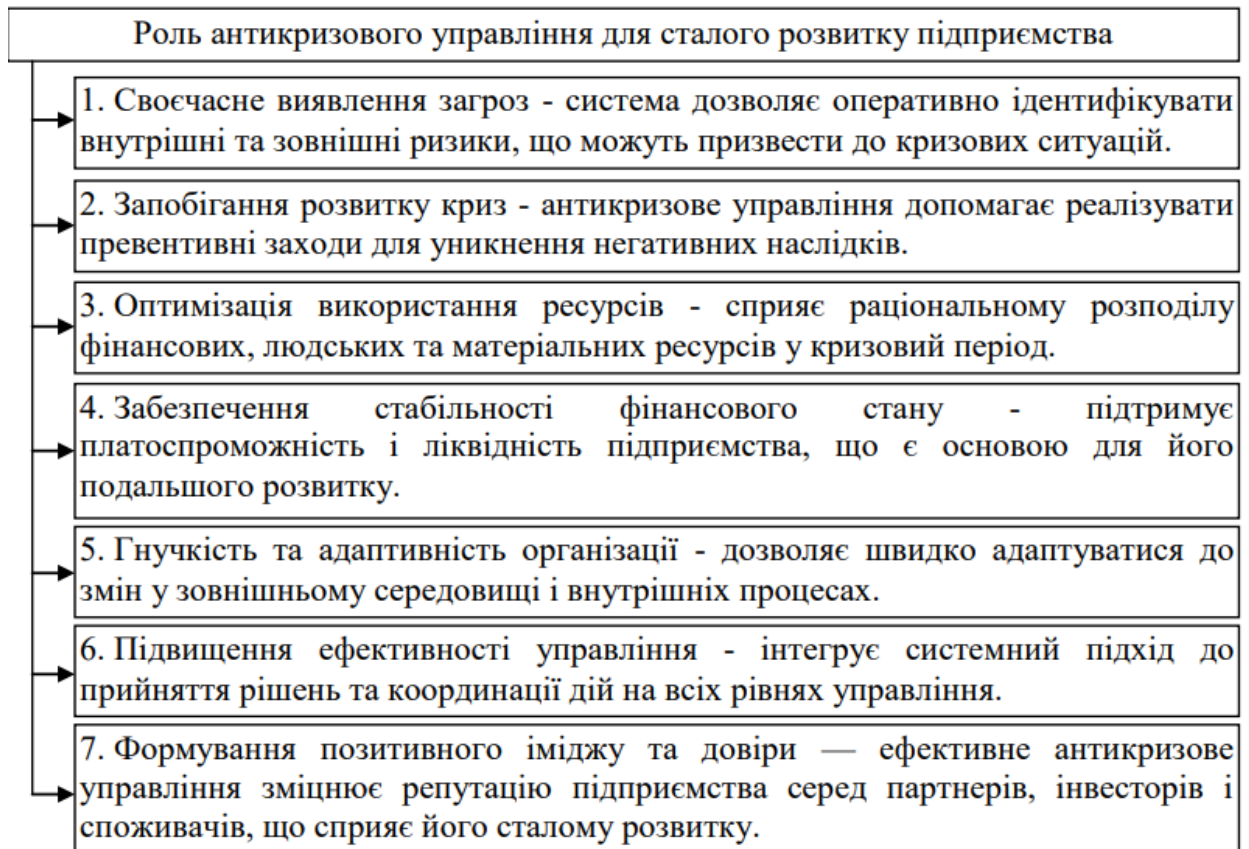 Роль антикризового управління для сталого розвитку підприємства
1. Своєчасне виявлення загроз - система дозволяє оперативно ідентифікувати
внутрішні та зовнішні ризики, що можуть призвести до кризових ситуацій.
2. Запобігання розвитку криз - антикризове управління допомагає реалізувати
превентивні заходи для уникнення негативних наслідків.
3. Оптимізація використання ресурсів - сприяє раціональному розподілу
фінансових, людських та матеріальних ресурсів у кризовий період.
4. Забезпечення стабільності фінансового стану - підтримує
платоспроможність і ліквідність підприємства, що є основою для його
подальшого розвитку.
5. Гнучкість та адаптивність організації - дозволяє швидко адаптуватися до
змін у зовнішньому середовищі і внутрішніх процесах.
6. Підвищення ефективності управління - інтегрує системний підхід до
прийняття рішень та координації дій на всіх рівнях управління.
7. Формування позитивного іміджу та довіри — ефективне антикризове
управління зміцнює репутацію підприємства серед партнерів, інвесторів і
споживачів, що сприяє його сталому розвитку.